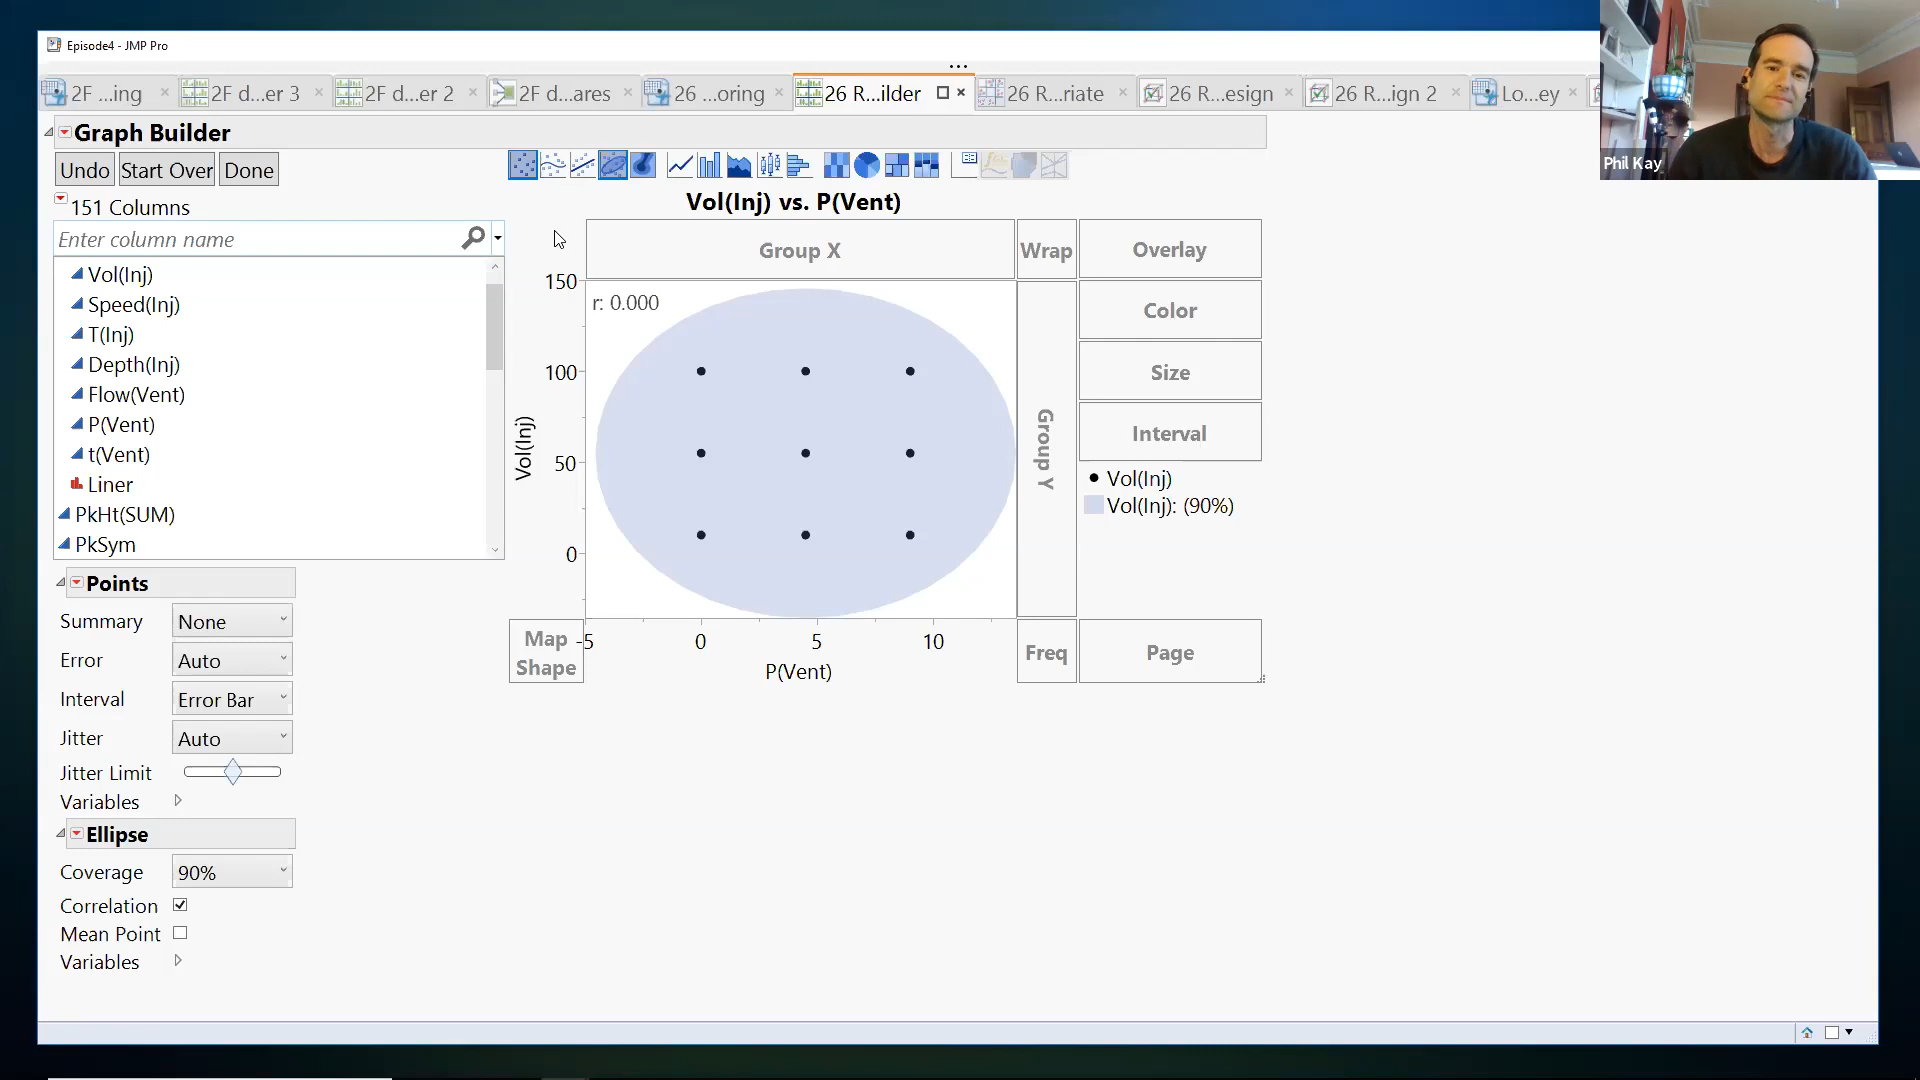 Episode4 - JMP Pro
2F ...ing
2F d...er 3
2F d...er 2
2F d...ares
26 ...oring
26 R...ilder
26 R...riate
26 R...esign
26 R...ign 2
Lo...ey
Phil Kay
Graph Builder
Undo
Start Over
Done
151 Columns
Enter column name
Vol(Inj)
Speed(Inj)
T(Inj)
Depth(Inj)
Flow(Vent)
P(Vent)
t(Vent)
Liner
PkHt(SUM)
PkSym
Points
Summary None
Error Auto
Interval Error Bar
Jitter Auto
Jitter Limit
Variables
Ellipse
Coverage 90%
Correlation
Mean Point
Variables
Vol(Inj) vs. P(Vent)
Group X
Wrap
Overlay
Color
Size
Interval
Vol(Inj)
Vol(Inj): (90%)
Group Y
r: 0.000
150
100
50
0
Vol(Inj)
Map
Shape
-5 0 5 10
P(Vent)
Freq
Page